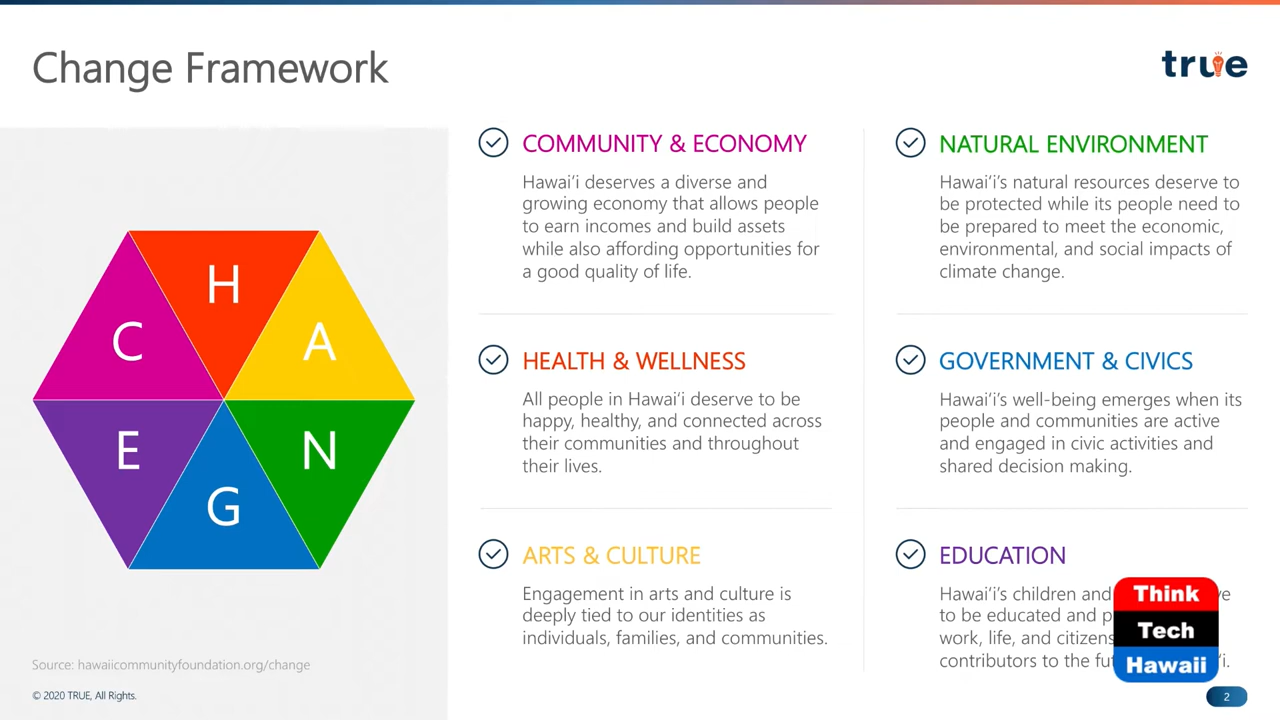 Change Framework
true
H
C
A
E
N
G
COMMUNITY & ECONOMY
Hawai‘i deserves a diverse and
growing economy that allows people
to earn incomes and build assets
while also affording opportunities for
a good quality of life.
HEALTH & WELLNESS
All people in Hawai‘i deserve to be
happy, healthy, and connected across
their communities and throughout
their lives.
ARTS & CULTURE
Engagement in arts and culture is
deeply tied to our identities as
individuals, families, and communities.
NATURAL ENVIRONMENT
Hawai‘i’s natural resources deserve to
be protected while its people need to
be prepared to meet the economic,
environmental, and social impacts of
climate change.
GOVERNMENT & CIVICS
Hawai‘i’s well-being emerges when its
people and communities are active
and engaged in civic activities and
shared decision making.
EDUCATION
Hawai‘i’s children and
to be educated and
work, life, and
contributors to the
Think
Tech
Hawaii
Source: hawaiicommunityfoundation.org/change
© 2020 TRUE, All Rights.
2